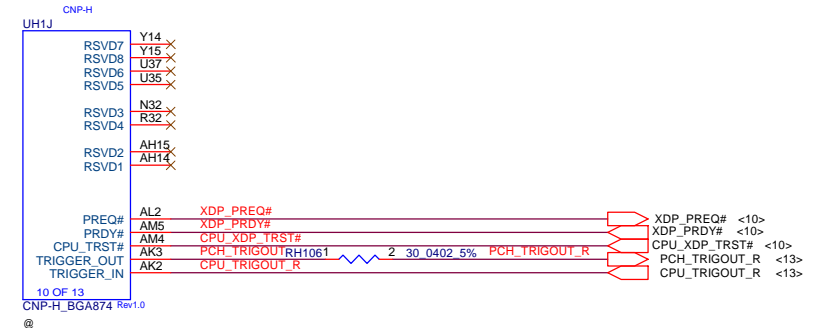 CNP-H
UH1J
RSVD7 Y14
RSVD8 Y15
RSVD6 U37
RSVD5 U35
RSVD3 N32
RSVD4 R32
RSVD2 AH15
RSVD1 AH14
PREQ# AL2 XDP_PREQ# XDP_PREQ# <10>
PRDY# AM5 XDP_PRDY# XDP_PRDY# <10>
CPU_TRST# AM4 CPU_XDP_TRST# CPU_XDP_TRST# <10>
TRIGGER_OUT AK3 PCH_TRIGOUT RH106 1 2 30_0402_5% PCH_TRIGOUT_R PCH_TRIGOUT_R <13>
TRIGGER_IN AK2 CPU_TRIGOUT_R CPU_TRIGOUT_R <13>
10 OF 13
CNP-H_BGA874 Rev1.0
@